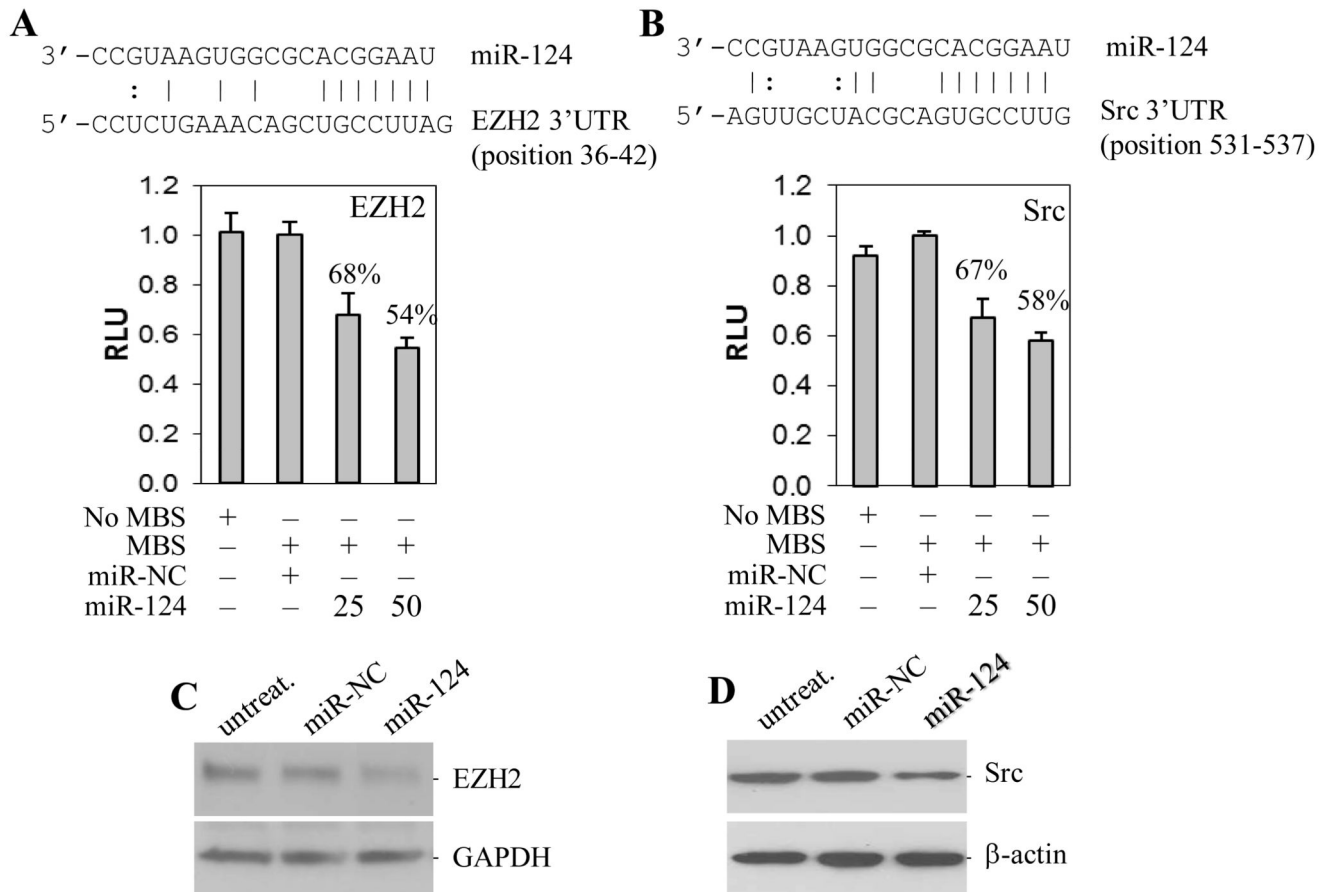 A
3’-CCGUAAGUGGCGCACGGAAU miR-124
: | | | | | | | | | |
5’-CCUCUGAAACAGCUGCCUUAG EZH2 3’UTR
(position 36-42)
1.2
1.0
0.8
0.6
0.4
0.2
0.0
RLU
EZH2
68%
54%
No MBS + – – –
MBS – + + +
miR-NC – + – –
miR-124 – – 25 50
B
3’-CCGUAAGUGGCGCACGGAAU miR-124
| : : | | | | | | | | |
5’-AGUUGCUACGCAGUGCCUUG Src 3’UTR
(position 531-537)
1.2
1.0
0.8
0.6
0.4
0.2
0.0
RLU
Src
67%
58%
No MBS + – – –
MBS – + + +
miR-NC – + – –
miR-124 – – 25 50
C
untreat. miR-NC miR-124
- EZH2
- GAPDH
D
untreat. miR-NC miR-124
- Src
- β-actin